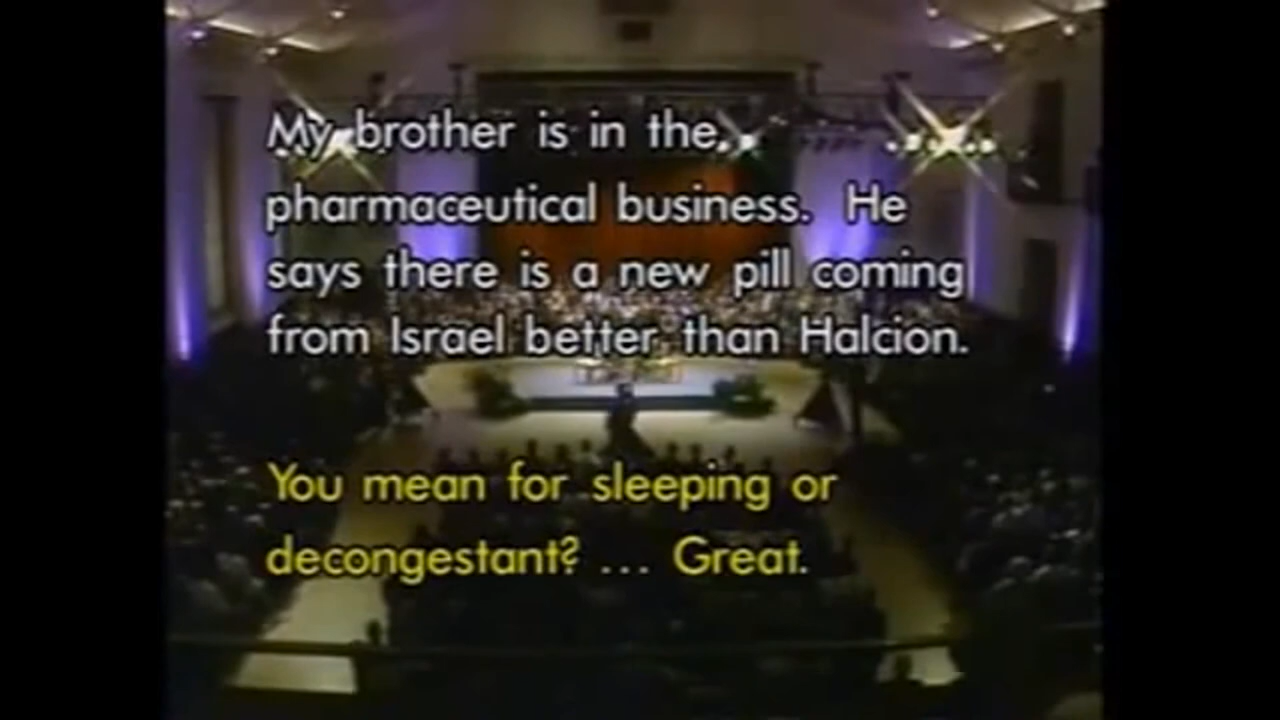 My brother is in the
pharmaceutical business. He
says there is a new pill coming
from Israel better than Halcion.
You mean for sleeping or
decongestant? ... Great.